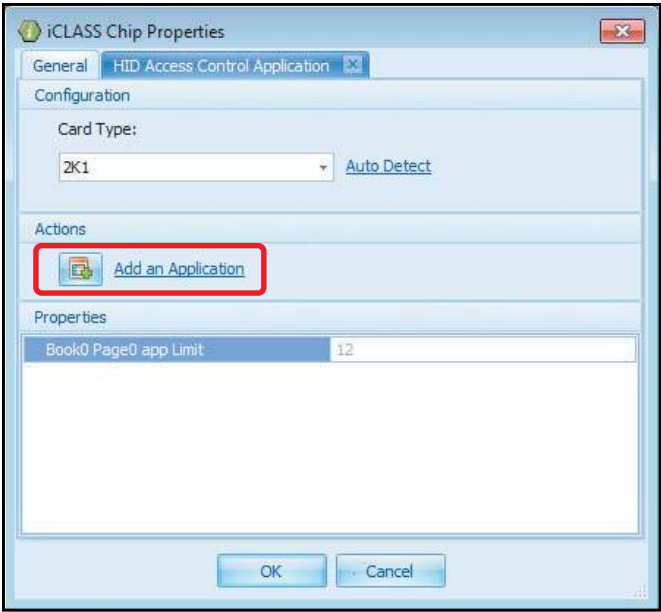 iCLASS Chip Properties
General HID Access Control Application
Configuration
Card Type:
2K1 Auto Detect
Actions
Add an Application
Properties
Book0 Page0 app Limit 12
OK Cancel